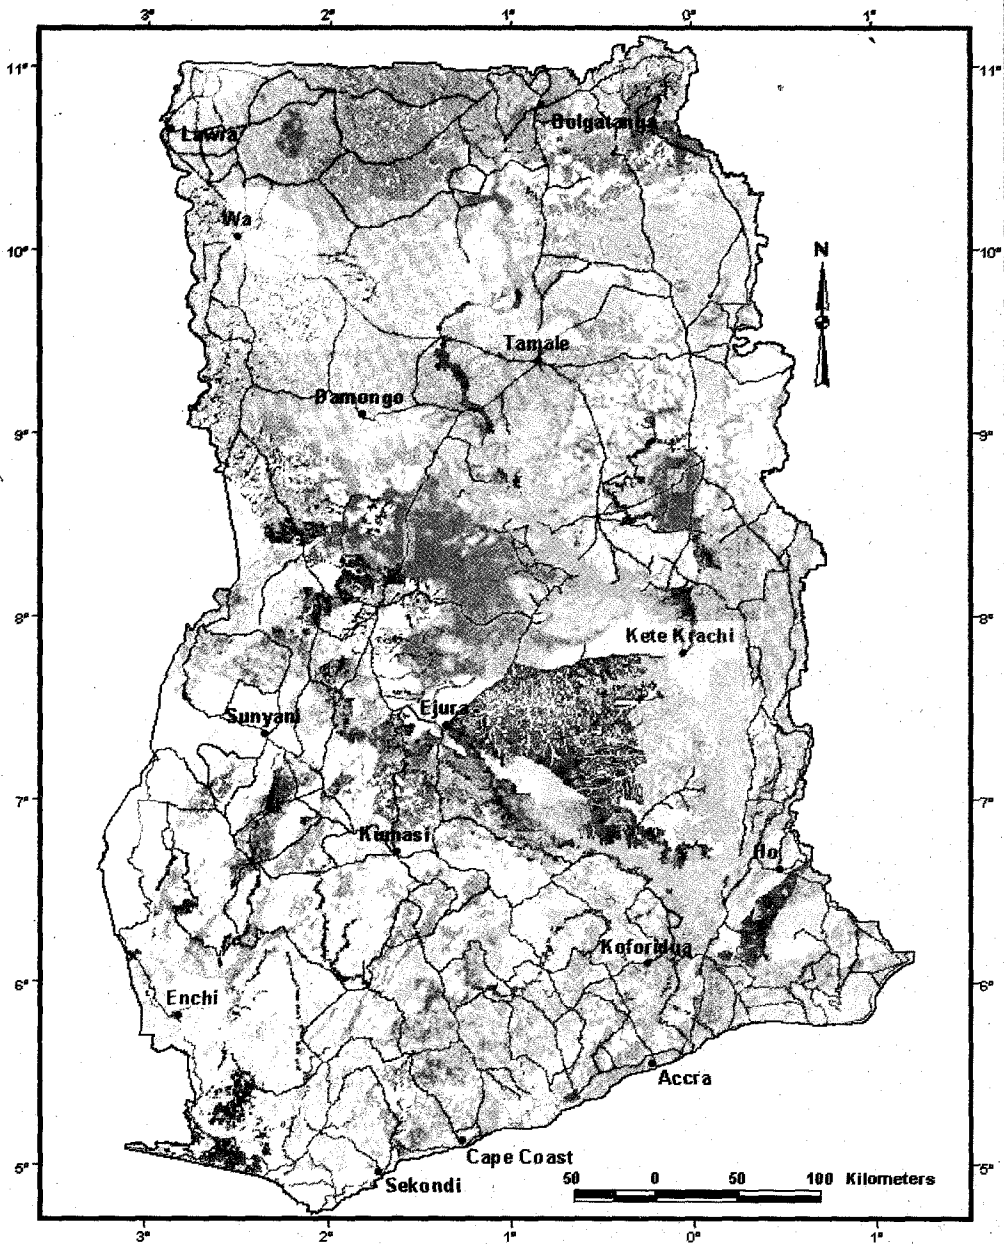 3° 2° 1° 0° 1°
11° 11°
Bolgatanga
Lawra
Wa
10° 10°
N
Tamale
Damongo
9° 9°
8° 8°
Kete Krachi
Ejura
Sunyani
7° 7°
Kumasi
Ho
Koforidua
6° 6°
Enchi
Accra
Cape Coast
5° 5°
50 0 50 100 Kilometers
Sekondi
3° 2° 1° 0° 1°